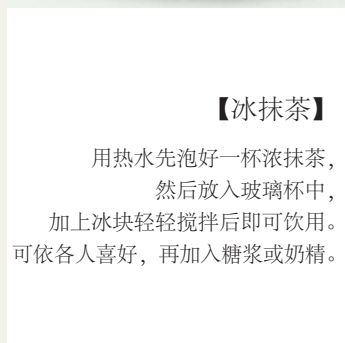 【冰抹茶】
用热水先泡好一杯浓抹茶，
然后放入玻璃杯中，
加上冰块轻轻搅拌后即可饮用。
可依各人喜好，再加入糖浆或奶精。